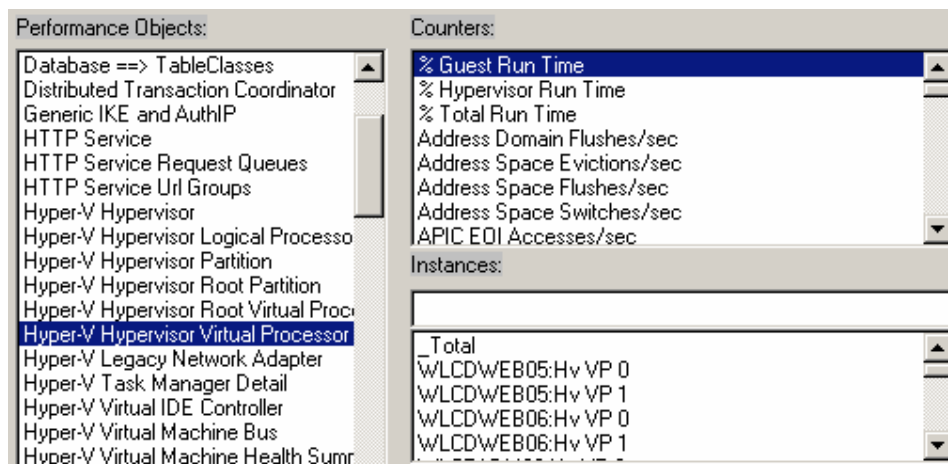 Performance Objects:
Database ==> TableClasses
Distributed Transaction Coordinator
Generic IKE and AuthIP
HTTP Service
HTTP Service Request Queues
HTTP Service Url Groups
Hyper-V Hypervisor
Hyper-V Hypervisor Logical Processo
Hyper-V Hypervisor Partition
Hyper-V Hypervisor Root Partition
Hyper-V Hypervisor Root Virtual Proc
Hyper-V Hypervisor Virtual Processor
Hyper-V Legacy Network Adapter
Hyper-V Task Manager Detail
Hyper-V Virtual IDE Controller
Hyper-V Virtual Machine Bus
Hyper-V Virtual Machine Health Summ
Counters:
% Guest Run Time
% Hypervisor Run Time
% Total Run Time
Address Domain Flushes/sec
Address Space Evictions/sec
Address Space Flushes/sec
Address Space Switches/sec
APIC EOI Accesses/sec
Instances:
_Total
WLCDWEB05:Hv VP 0
WLCDWEB05:Hv VP 1
WLCDWEB06:Hv VP 0
WLCDWEB06:Hv VP 1